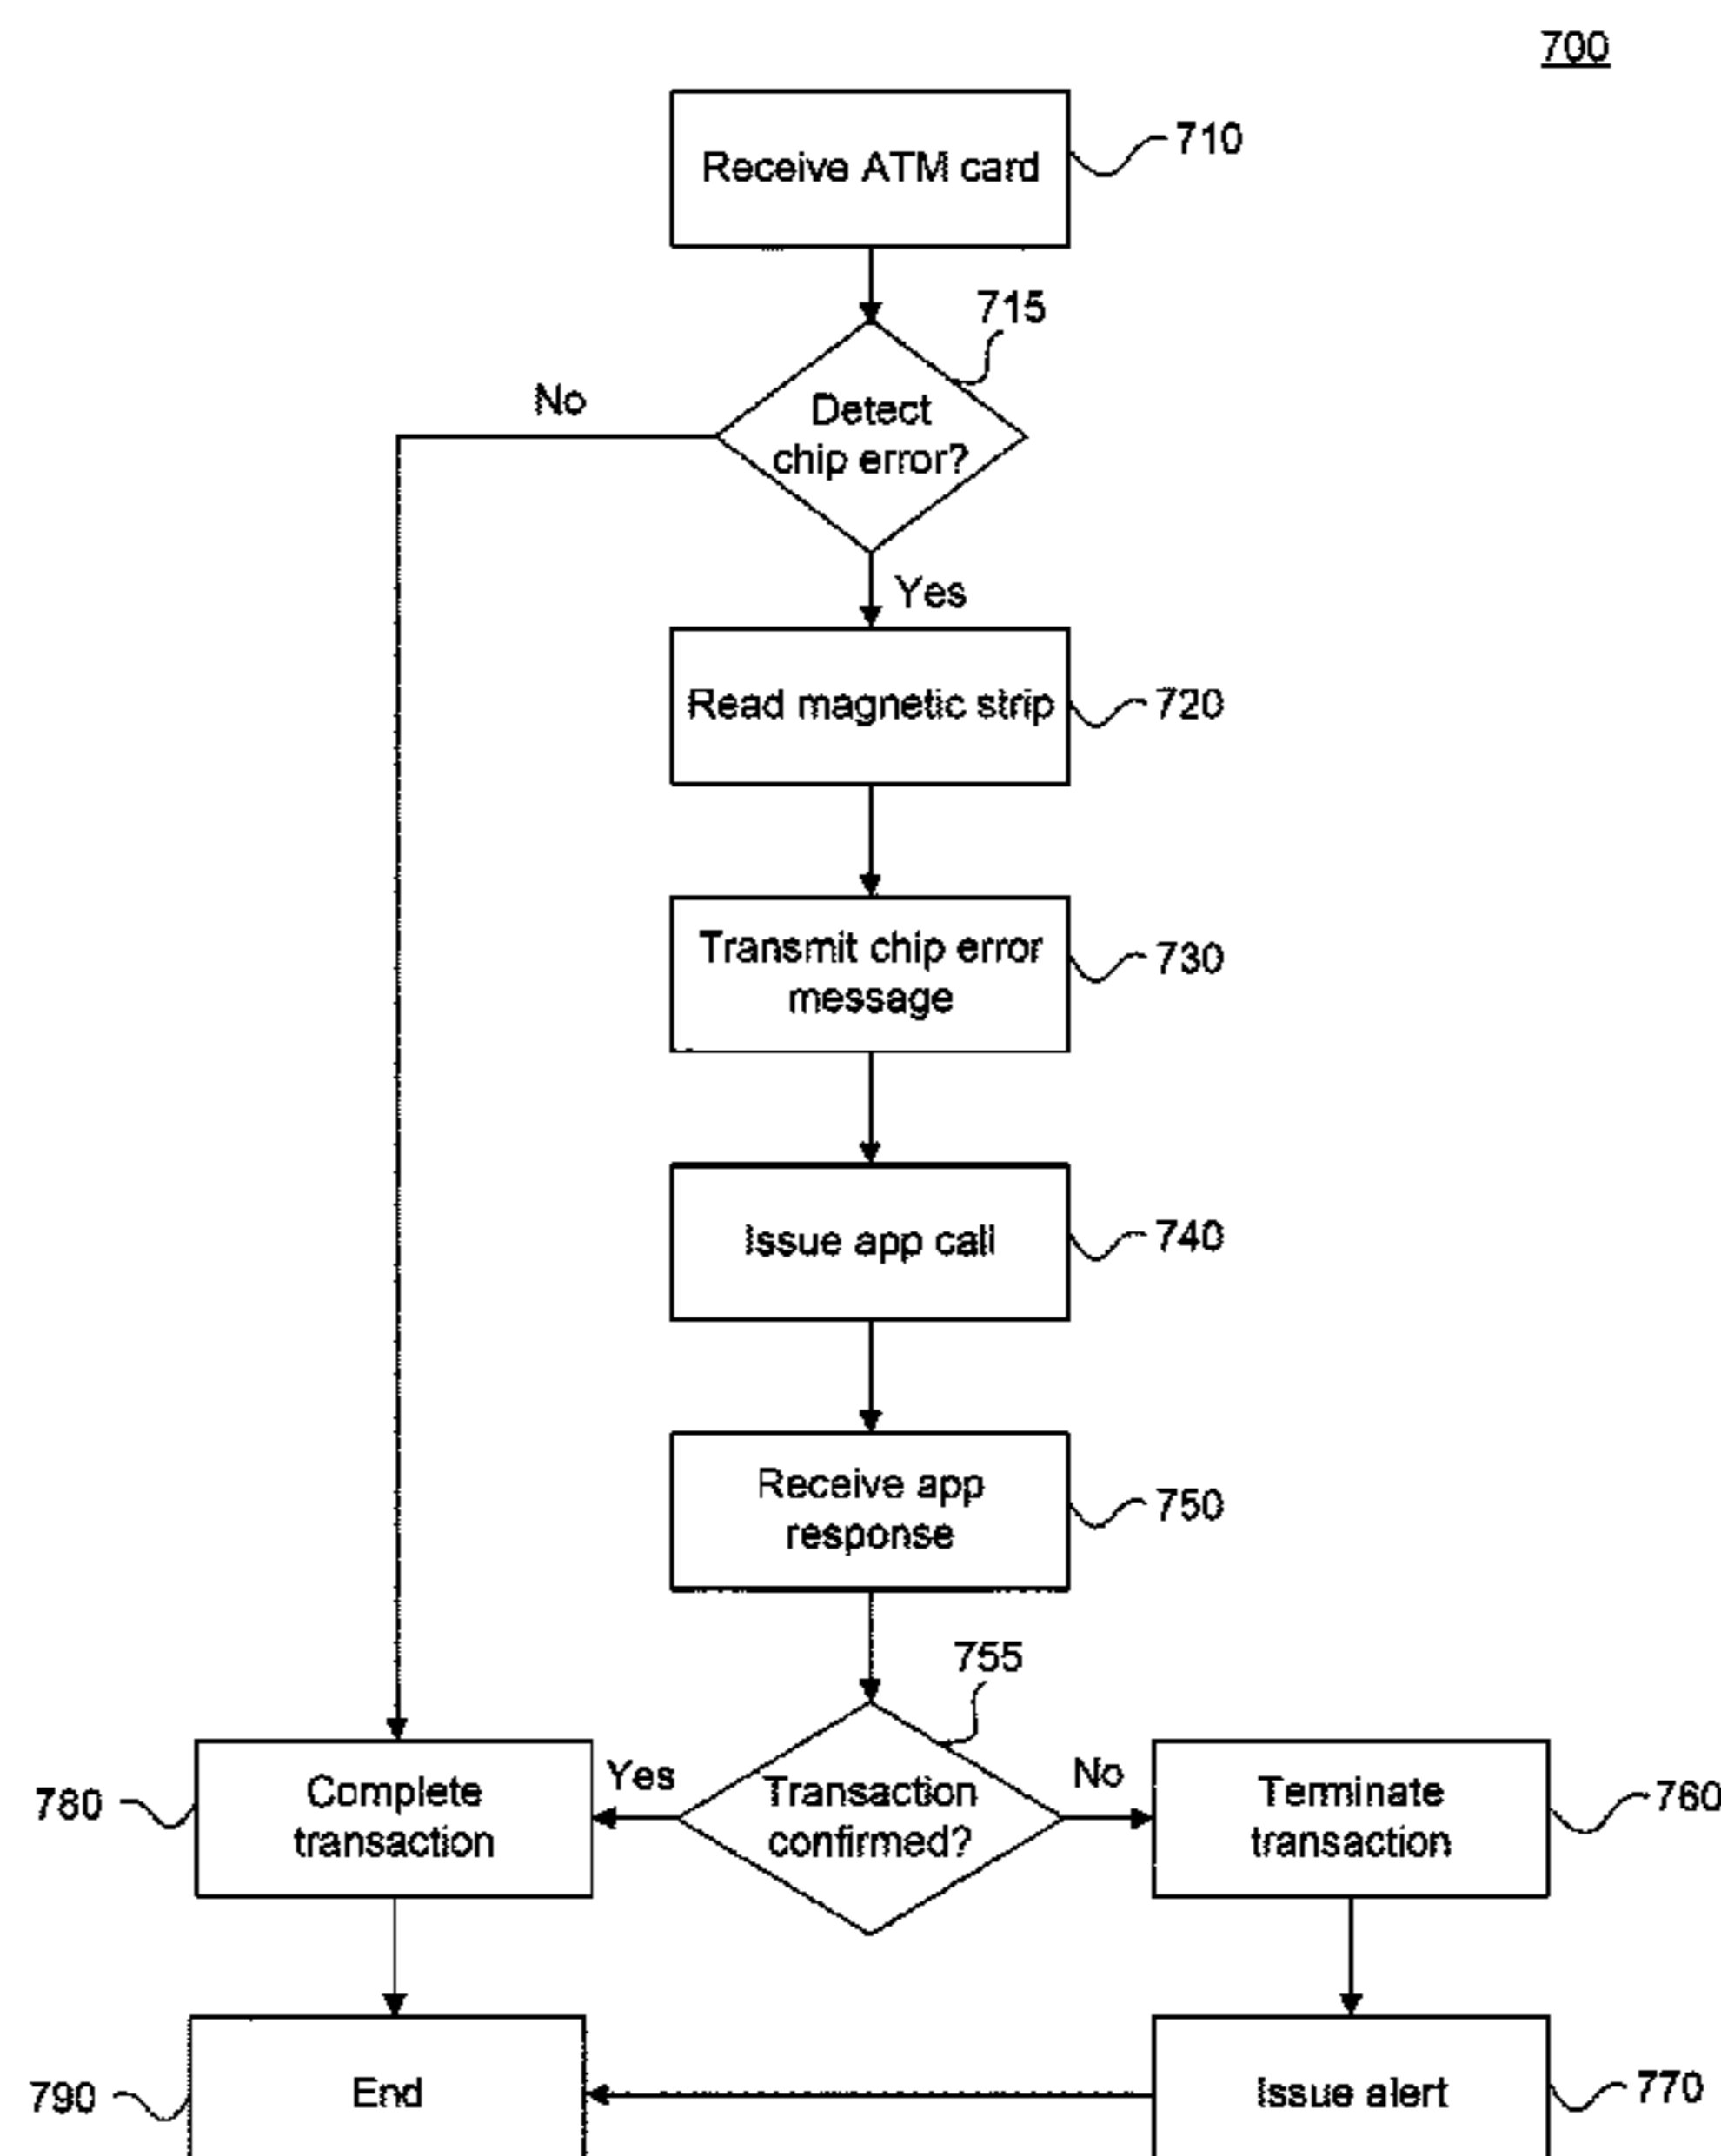 700
Receive ATM card
710
715
No
Detect
chip error?
Yes
Read magnetic strip
720
Transmit chip error
message
730
Issue app call
740
Receive app
response
750
755
780
Complete
transaction
Yes
Transaction
confirmed?
No
Terminate
transaction
760
790
End
Issue alert
770